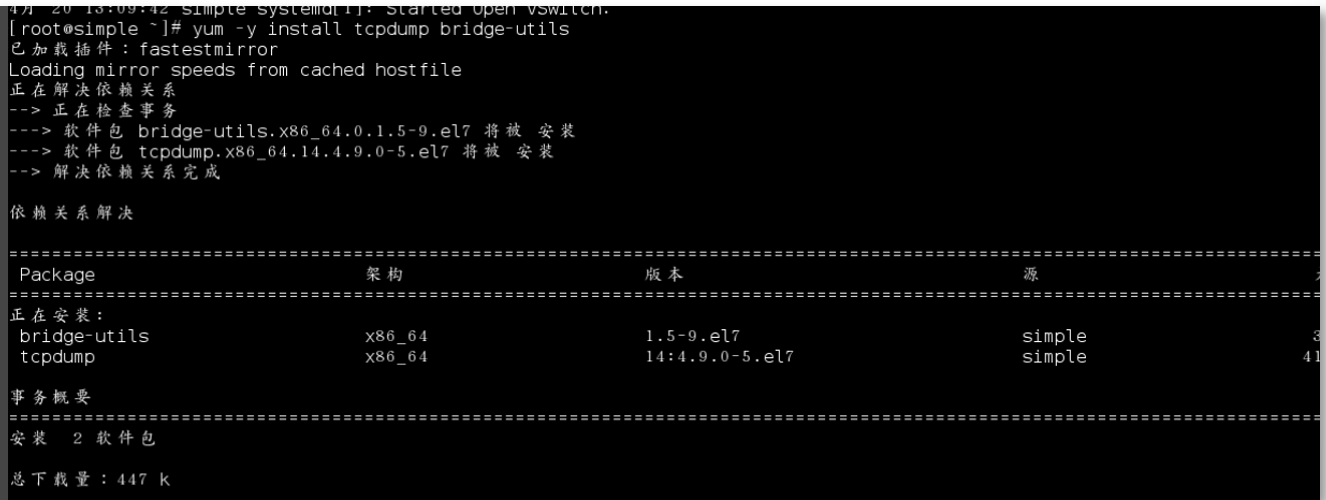 4月 20 13:09:42 simple systemd[1]: Started Open vSwitch.
[root@simple ~]# yum -y install tcpdump bridge-utils
已加载插件：fastestmirror
Loading mirror speeds from cached hostfile
正在解决依赖关系
--> 正在检查事务
---> 软件包 bridge-utils.x86_64.0.1.5-9.el7 将被 安装
---> 软件包 tcpdump.x86_64.14.4.9.0-5.el7 将被 安装
--> 解决依赖关系完成
依赖关系解决
Package 架构 版本 源
正在安装:
bridge-utils x86_64 1.5-9.el7 simple 3
tcpdump x86_64 14:4.9.0-5.el7 simple 41
事务概要
安装 2 软件包
总下载量：447 k